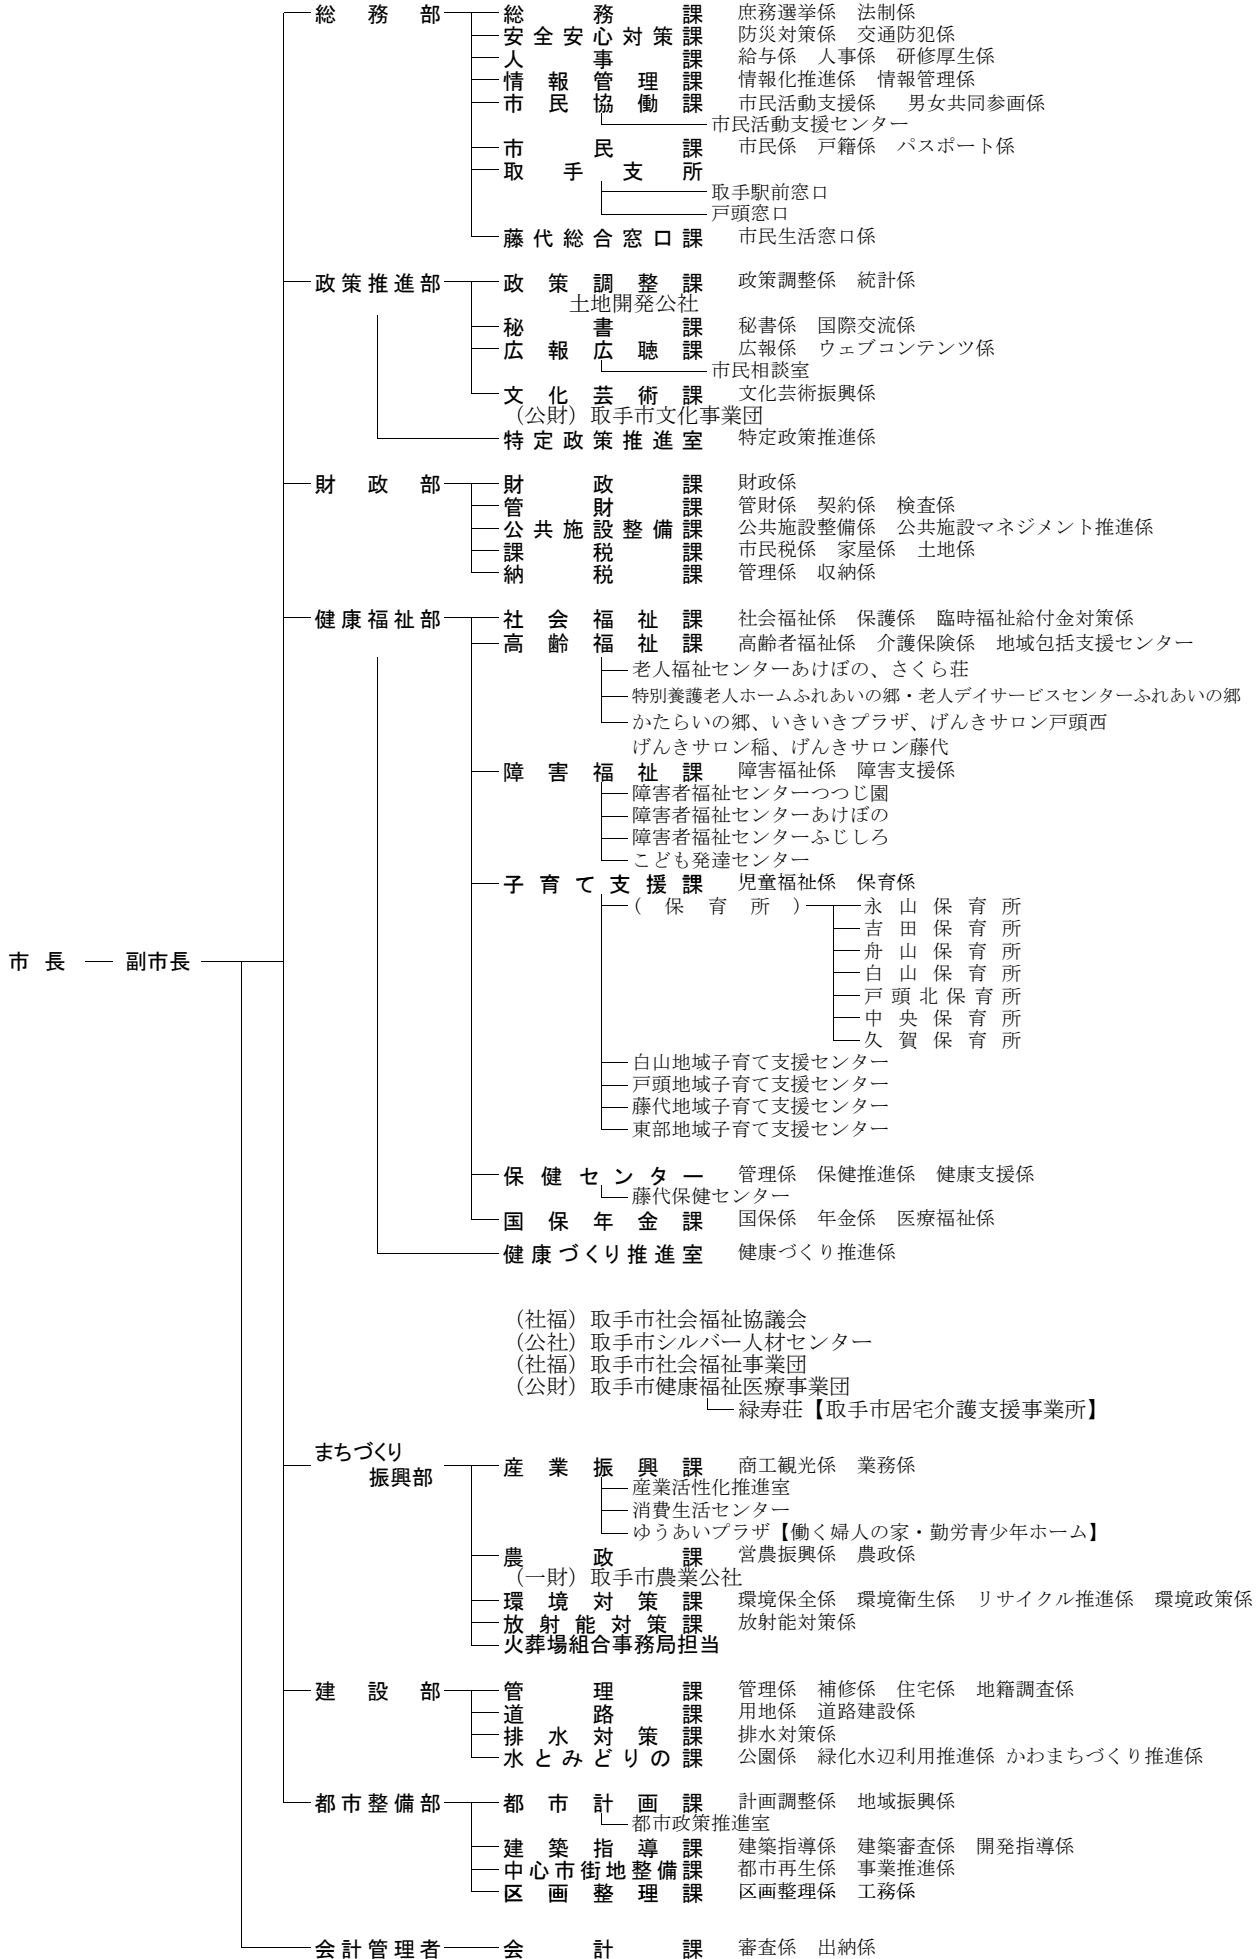 総務部 総務課 庶務選挙係 法制係
安全安心対策課 防災対策係 交通防犯係
人事課 給与係 人事係 研修厚生係
情報管理課 情報化推進係 情報管理係
市民協働課 市民活動支援係 男女共同参画係
市民活動支援センター
市民課 市民係 戸籍係 パスポート係
取手支所
取手駅前窓口
戸頭窓口
藤代総合窓口課 市民生活窓口係
政策推進部 政策調整課 政策調整係 統計係
土地開発公社
秘書課 秘書係 国際交流係
広報広聴課 広報係 ウェブコンテンツ係
市民相談室
文化芸術課 文化芸術振興係
（公財）取手市文化事業団
特定政策推進室 特定政策推進係
財政部 財政課 財政係
管財課 管財係 契約係 検査係
公共施設整備課 公共施設整備係 公共施設マネジメント推進係
課税課 市民税係 家屋係 土地係
納税課 管理係 収納係
健康福祉部 社会福祉課 社会福祉係 保護係 臨時福祉給付金対策係
高齢福祉課 高齢者福祉係 介護保険係 地域包括支援センター
老人福祉センターあけぼの、さくら荘
特別養護老人ホームふれあいの郷・老人デイサービスセンターふれあいの郷
かたらいの郷、いきいきプラザ、げんきサロン戸頭西
げんきサロン稲、げんきサロン藤代
障害福祉課 障害福祉係 障害支援係
障害者福祉センターつつじ園
障害者福祉センターあけぼの
障害者福祉センターふじしろ
こども発達センター
子育て支援課 児童福祉係 保育係
（保育所） 永山保育所
吉田保育所
舟山保育所
市長 副市長 白山保育所
戸頭北保育所
中央保育所
久賀保育所
白山地域子育て支援センター
戸頭地域子育て支援センター
藤代地域子育て支援センター
東部地域子育て支援センター
保健センター 管理係 保健推進係 健康支援係
藤代保健センター
国保年金課 国保係 年金係 医療福祉係
健康づくり推進室 健康づくり推進係
（社福）取手市社会福祉協議会
（公社）取手市シルバー人材センター
（社福）取手市社会福祉事業団
（公財）取手市健康福祉医療事業団
緑寿荘【取手市居宅介護支援事業所】
まちづくり
振興部 産業振興課 商工観光係 業務係
産業活性化推進室
消費生活センター
ゆうあいプラザ【働く婦人の家・勤労青少年ホーム】
農政課 営農振興係 農政係
（一財）取手市農業公社
環境対策課 環境保全係 環境衛生係 リサイクル推進係 環境政策係
放射能対策課 放射能対策係
火葬場組合事務局担当
建設部 管理課 管理係 補修係 住宅係 地籍調査係
道路課 用地係 道路建設係
排水対策課 排水対策係
水とみどりの課 公園係 緑化水辺利用推進係 かわまちづくり推進係
都市整備部 都市計画課 計画調整係 地域振興係
都市政策推進室
建築指導課 建築指導係 建築審査係 開発指導係
中心市街地整備課 都市再生係 事業推進係
区画整理課 区画整理係 工務係
会計管理者 会計課 審査係 出納係